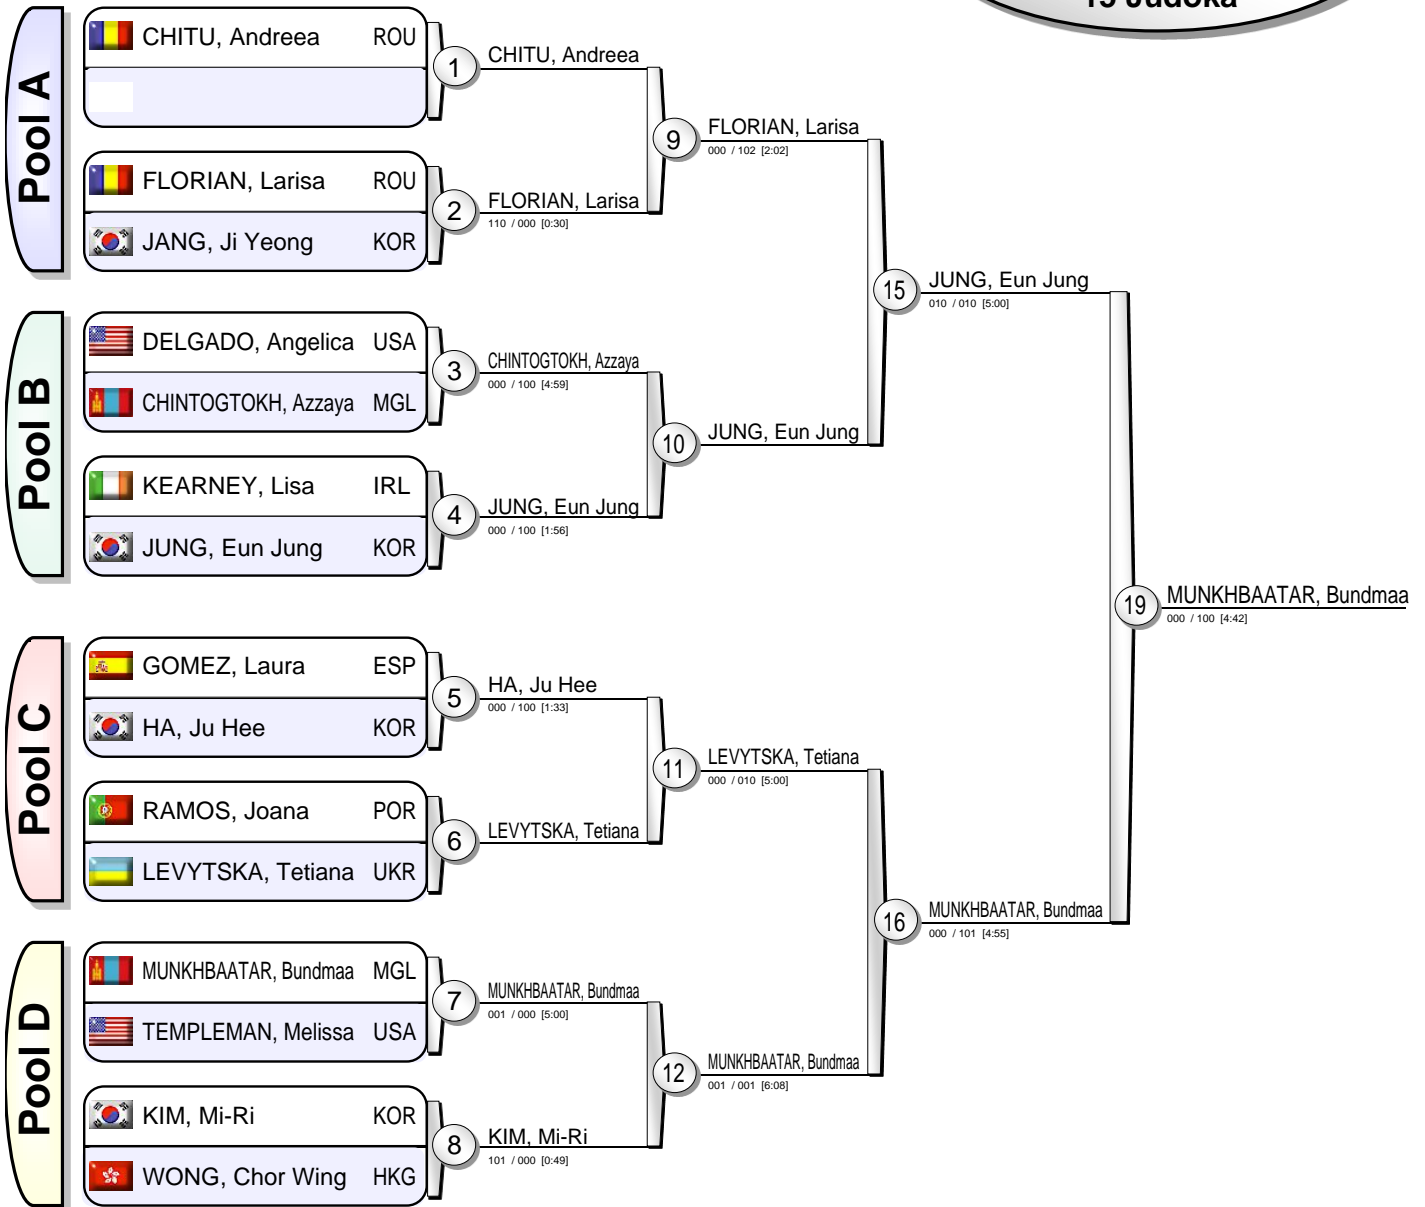 15 Judoka
Pool A
CHITU, Andreea ROU
1
CHITU, Andreea
FLORIAN, Larisa ROU
JANG, Ji Yeong KOR
2
FLORIAN, Larisa
110 / 000 [0:30]
9
FLORIAN, Larisa
000 / 102 [2:02]
Pool B
DELGADO, Angelica USA
CHINTOGTOKH, Azzaya MGL
3
CHINTOGTOKH, Azzaya
000 / 100 [4:59]
KEARNEY, Lisa IRL
JUNG, Eun Jung KOR
4
JUNG, Eun Jung
000 / 100 [1:56]
10
JUNG, Eun Jung
15
JUNG, Eun Jung
010 / 010 [5:00]
Pool C
GOMEZ, Laura ESP
HA, Ju Hee KOR
5
HA, Ju Hee
000 / 100 [1:33]
RAMOS, Joana POR
LEVYTSKA, Tetiana UKR
6
LEVYTSKA, Tetiana
11
LEVYTSKA, Tetiana
000 / 010 [5:00]
Pool D
MUNKHBAATAR, Bundmaa MGL
TEMPLEMAN, Melissa USA
7
MUNKHBAATAR, Bundmaa
001 / 000 [5:00]
KIM, Mi-Ri KOR
WONG, Chor Wing HKG
8
KIM, Mi-Ri
101 / 000 [0:49]
12
MUNKHBAATAR, Bundmaa
001 / 001 [6:08]
16
MUNKHBAATAR, Bundmaa
000 / 101 [4:55]
19
MUNKHBAATAR, Bundmaa
000 / 100 [4:42]